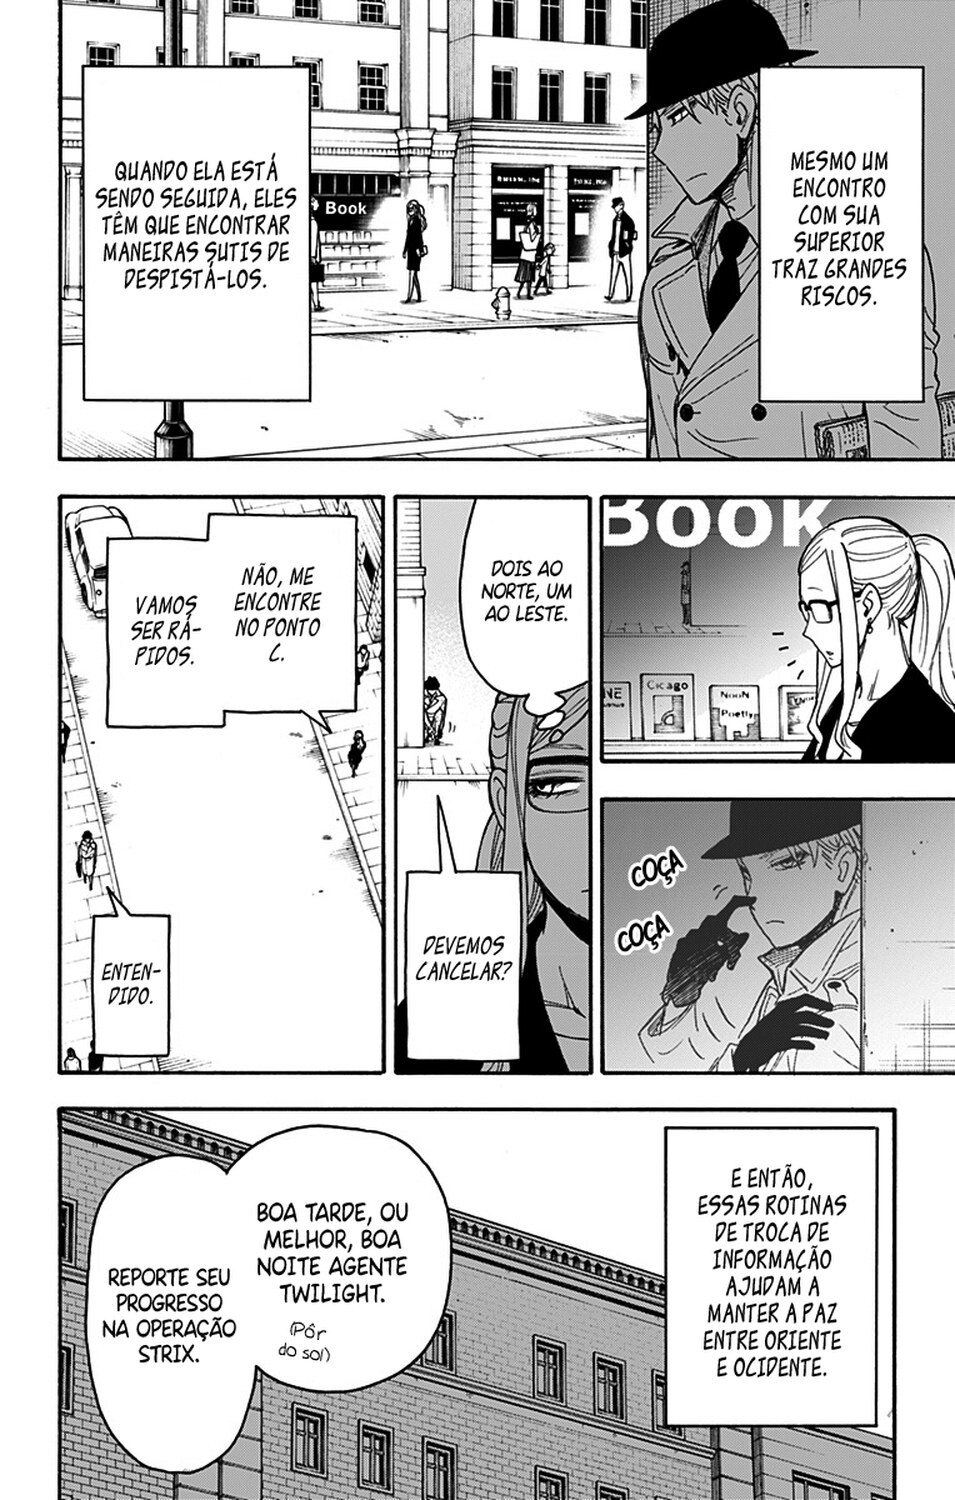 MESMO UM
ENCONTRO
COM SUA
SUPERIOR
TRAZ GRANDES
RISCOS.
QUANDO ELA ESTÁ
SENDO SEGUIDA, ELES
TÊM QUE ENCONTRAR
MANEIRAS SUTIS DE
DESPISTÁ-LOS.
Book
BOOK
Cicago
NOON
Poetly
DOIS AO
NORTE, UM
AO LESTE.
COÇA
COÇA
DEVEMOS
CANCELAR?
NÃO, ME
ENCONTRE
NO PONTO
C.
VAMOS
SER RÁ-
PIDOS.
ENTEN-
DIDO.
E ENTÃO,
ESSAS ROTINAS
DE TROCA DE
INFORMAÇÃO
AJUDAM A
MANTER A PAZ
ENTRE ORIENTE
E OCIDENTE.
BOA TARDE, OU
MELHOR, BOA
NOITE AGENTE
TWILIGHT.
(Pôr
do sol)
REPORTE SEU
PROGRESSO
NA OPERAÇÃO
STRIX.